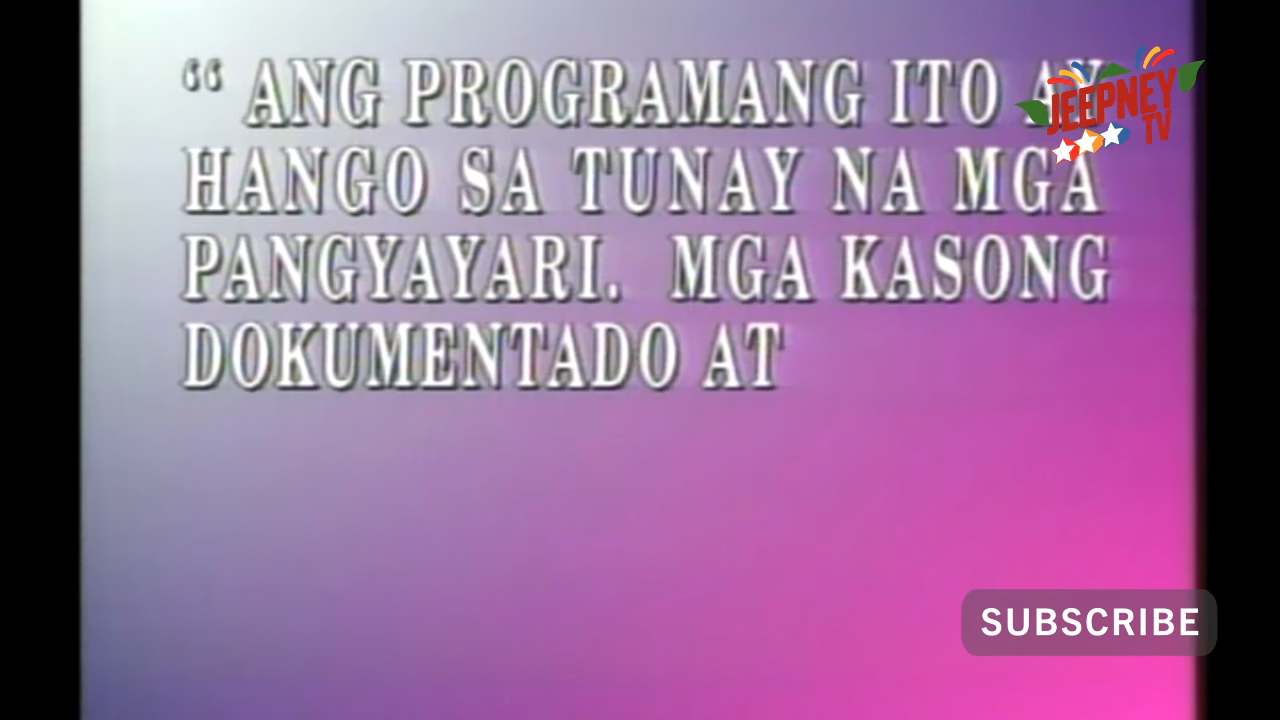 “ ANG PROGRAMANG ITO AY
HANGO SA TUNAY NA MGA
PANGYAYARI. MGA KASONG
DOKUMENTADO AT
JEEPNEY
TV
SUBSCRIBE